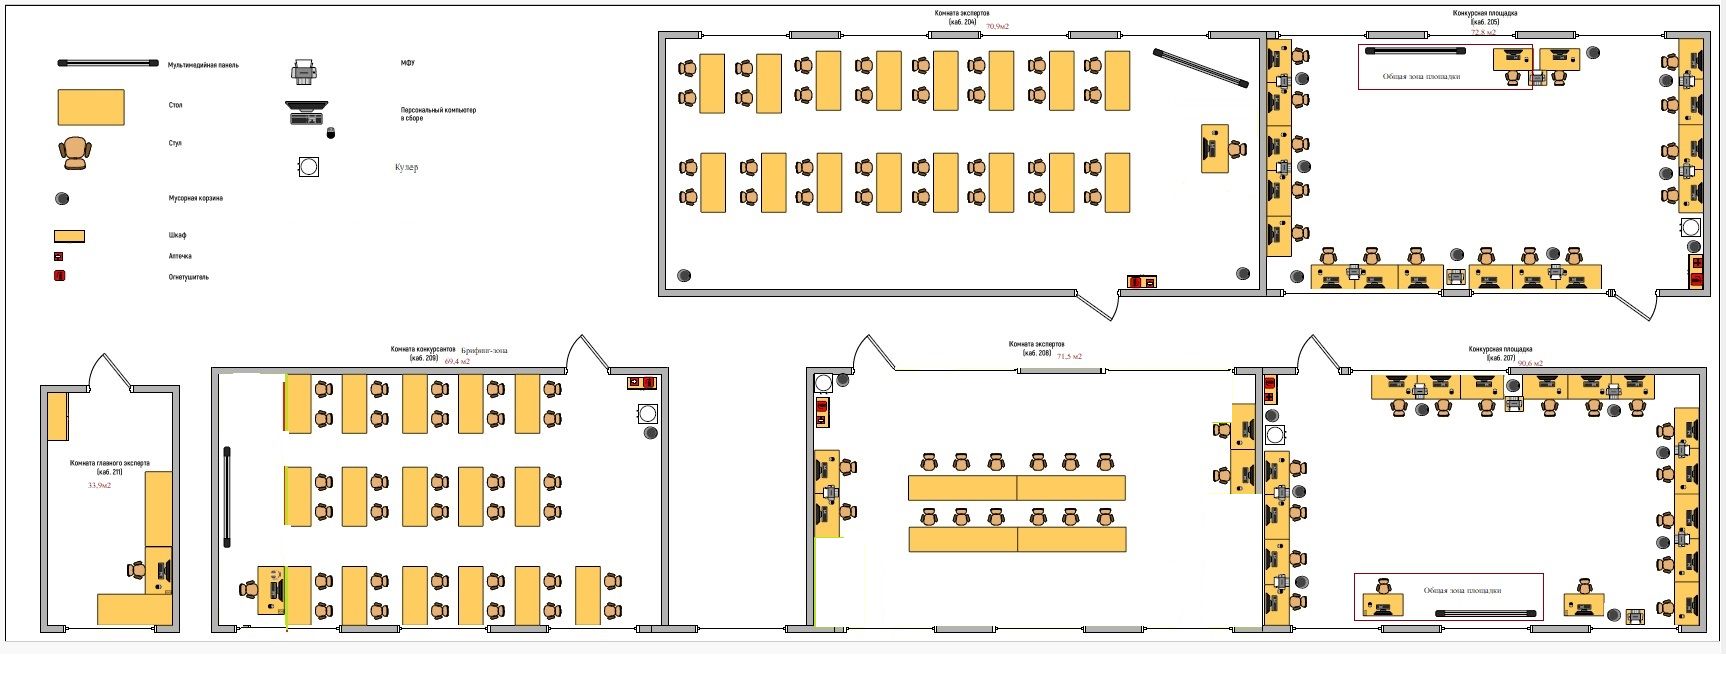 Мультимедийная панель
Стол
Стул
Мусорная корзина
Шкаф
Аптечка
Огнетушитель
МФУ
Персональный компьютер
в сборе
Кулер
Комната экспертов
(каб. 204)
70,9м2
Конкурсная площадка
(каб. 205)
72,8 м2
Общая зона площадки
Комната главного эксперта
(каб. 211)
33,9м2
Комната конкурсантов
Брифинг-зона
(каб. 209)
69,4 м2
Комната экспертов
(каб. 208)
71,5 м2
Конкурсная площадка
(каб. 207)
90,6 м2
Общая зона площадки